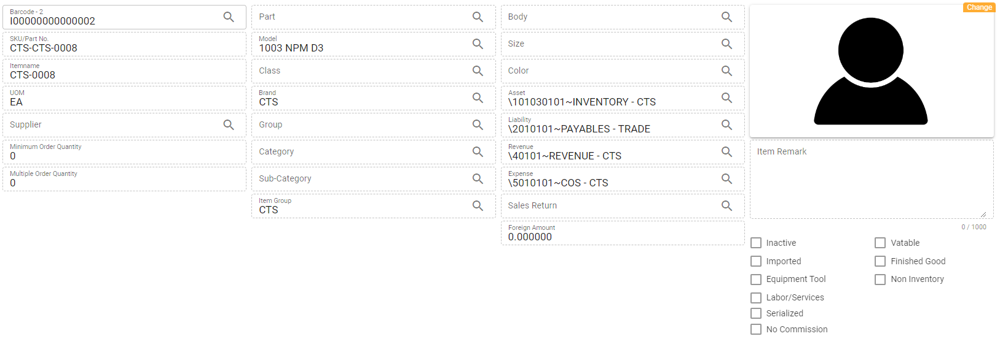 Barcode - 2
I00000000000002
SKU/Part No.
CTS-CTS-0008
Itemname
CTS-0008
UOM
EA
Supplier
Minimum Order Quantity
0
Multiple Order Quantity
0
Part
Model
1003 NPM D3
Class
Brand
CTS
Group
Category
Sub-Category
Item Group
CTS
Body
Size
Color
Asset
\101030101~INVENTORY - CTS
Liability
\2010101~PAYABLES - TRADE
Revenue
\40101~REVENUE - CTS
Expense
\5010101~COS - CTS
Sales Return
Foreign Amount
0.000000
Change
Item Remark
0 / 1000
Inactive
Vatable
Imported
Finished Good
Equipment Tool
Non Inventory
Labor/Services
Serialized
No Commission